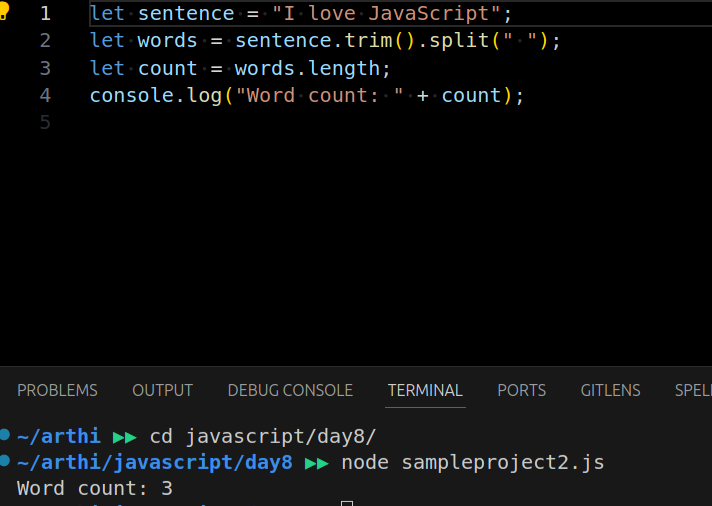 1 let sentence = "I love JavaScript";
2 let words = sentence.trim().split(" ");
3 let count = words.length;
4 console.log("Word count: " + count);
5
PROBLEMS OUTPUT DEBUG CONSOLE TERMINAL PORTS GITLENS
~/arthi ▶▶ cd javascript/day8/
~/arthi/javascript/day8 ▶▶ node sampleproject2.js
Word count: 3